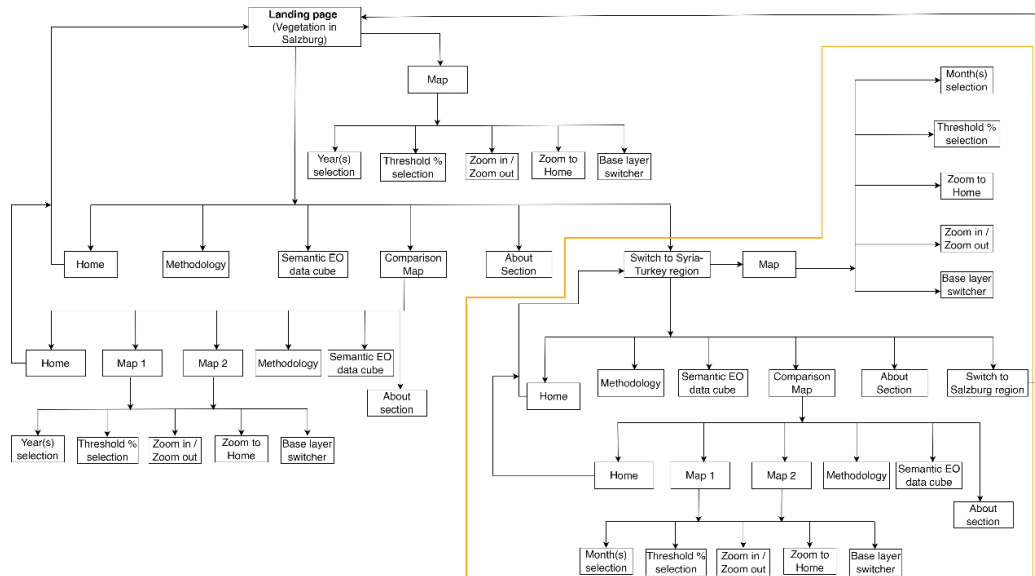 Landing page
(Vegetation in
Salzburg)
Map
Year(s)
selection
Threshold %
selection
Zoom in /
Zoom out
Zoom to
Home
Base layer
switcher
Month(s)
selection
Threshold %
selection
Zoom to
Home
Zoom in /
Zoom out
Base layer
switcher
Home
Methodology
Semantic EO
data cube
Comparison
Map
About
Section
Switch to Syria-
Turkey region
Map
Home
Map 1
Map 2
Methodology
Semantic EO
data cube
About
section
Year(s)
selection
Threshold %
selection
Zoom in /
Zoom out
Zoom to
Home
Base layer
switcher
Home
Methodology
Semantic EO
data cube
Comparison
Map
About
Section
Switch to
Salzburg region
Home
Map 1
Map 2
Methodology
Semantic EO
data cube
About
section
Month(s)
selection
Threshold %
selection
Zoom in /
Zoom out
Zoom to
Home
Base layer
switcher